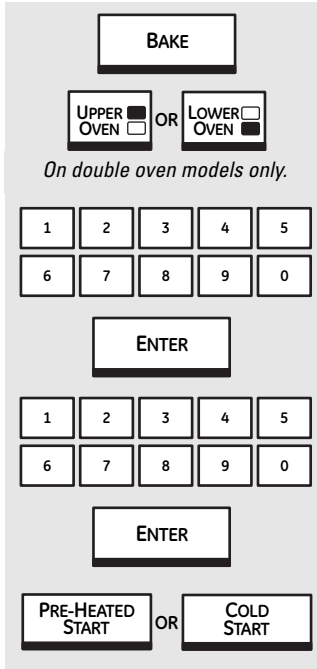 BAKE
UPPER OVEN OR LOWER OVEN
On double oven models only.
1 2 3 4 5
6 7 8 9 0
ENTER
1 2 3 4 5
6 7 8 9 0
ENTER
PRE-HEATED START OR COLD START